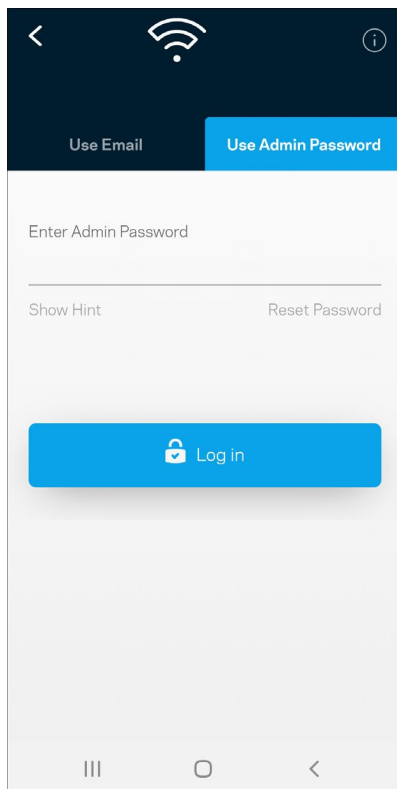 Use Email
Use Admin Password
Enter Admin Password
Show Hint
Reset Password
Log in